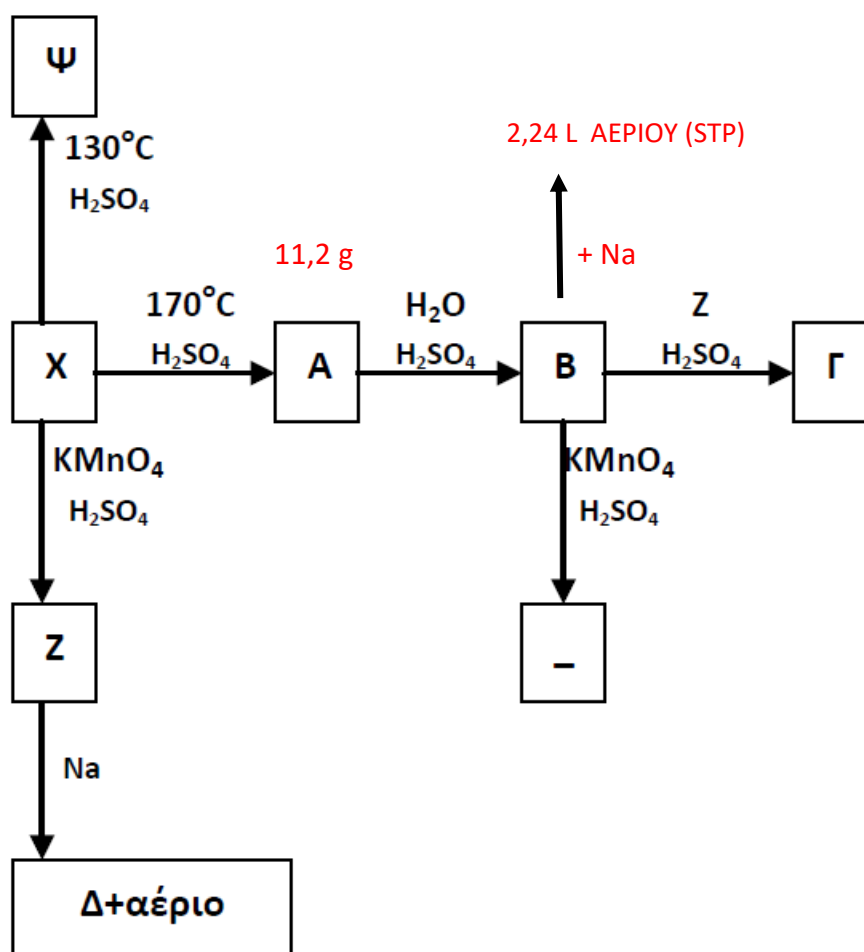 Ψ
130°C
H₂SO₄
2,24 L ΑΕΡΙΟΥ (STP)
11,2 g
+ Na
170°C
H₂SO₄
H₂O
H₂SO₄
Z
H₂SO₄
X
A
B
Γ
KMnO₄
H₂SO₄
KMnO₄
H₂SO₄
Z
–
Na
Δ+αέριο